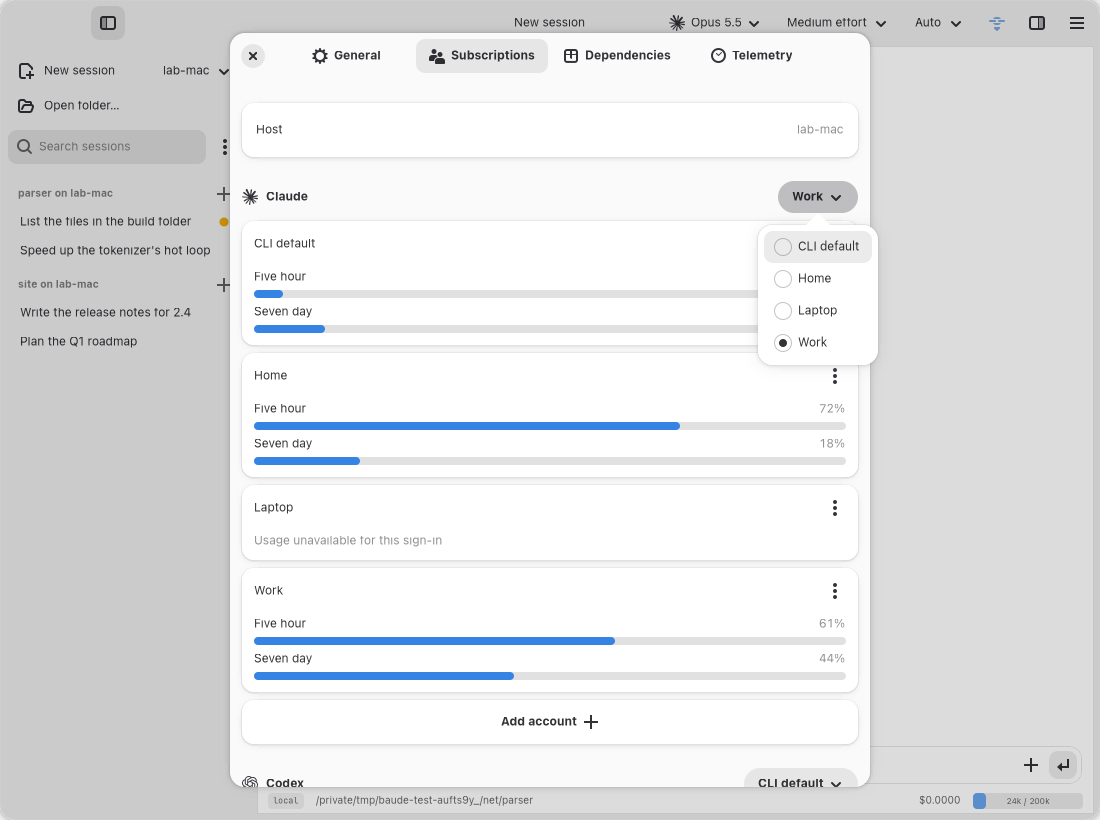 New session
Opus 5.5
Medium effort
Auto
General
Subscriptions
Dependencies
Telemetry
New session
lab-mac
Open folder...
Search sessions
parser on lab-mac
List the files in the build folder
Speed up the tokenizer's hot loop
site on lab-mac
Write the release notes for 2.4
Plan the Q1 roadmap
Host
lab-mac
Claude
Work
CLI default
Five hour
Seven day
CLI default
Home
Laptop
Work
Home
Five hour
72%
Seven day
18%
Laptop
Usage unavailable for this sign-in
Work
Five hour
61%
Seven day
44%
Add account
Codex
CLI default
local
/private/tmp/baude-test-aufts9y_/net/parser
$0.0000
24k / 200k